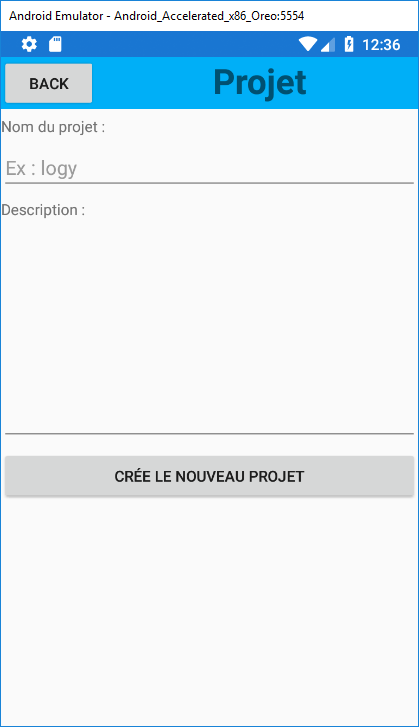 Android Emulator - Android_Accelerated_x86_Oreo:5554
12:36
BACK
Projet
Nom du projet :
Ex : logy
Description :
CRÉE LE NOUVEAU PROJET